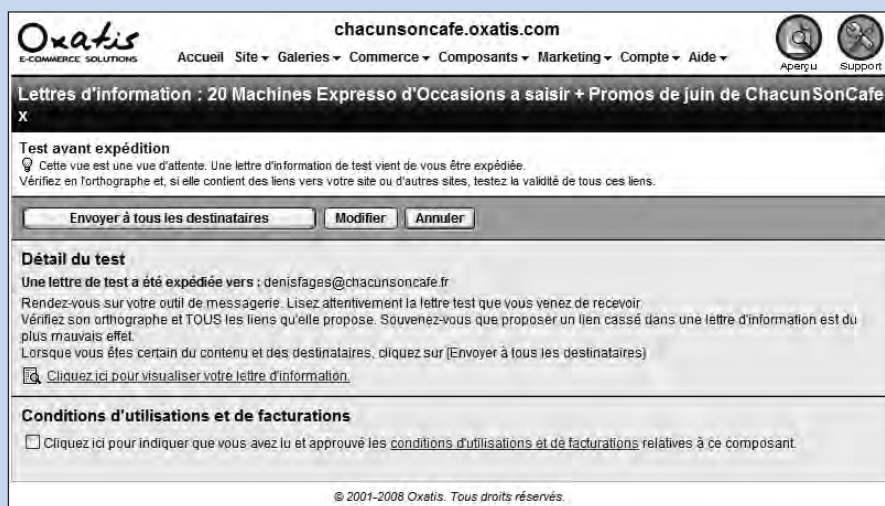 Oxatis
E-COMMERCE SOLUTIONS
chacunsoncafe.oxatis.com
Accueil Site Galeries Commerce Composants Marketing Compte Aide
Aperçu Support
Lettres d'information : 20 Machines Expresso d'Occasions a saisir + Promos de juin de ChacunSonCafe
x
Test avant expédition
Cette vue est une vue d'attente. Une lettre d'information de test vient de vous être expédiée.
Vérifiez en l'orthographe et, si elle contient des liens vers votre site ou d'autres sites, testez la validité de tous ces liens.
Envoyer à tous les destinataires Modifier Annuler
Détail du test
Une lettre de test a été expédiée vers : denisfages@chacunsoncafe.fr
Rendez-vous sur votre outil de messagerie. Lisez attentivement la lettre test que vous venez de recevoir.
Vérifiez son orthographe et TOUS les liens qu'elle propose. Souvenez-vous que proposer un lien cassé dans une lettre d'information est du
plus mauvais effet.
Lorsque vous êtes certain du contenu et des destinataires, cliquez sur [Envoyer à tous les destinataires]
Cliquez ici pour visualiser votre lettre d'information.
Conditions d'utilisations et de facturations
Cliquez ici pour indiquer que vous avez lu et approuvé les conditions d'utilisations et de facturations relatives à ce composant.
© 2001-2008 Oxatis. Tous droits réservés.